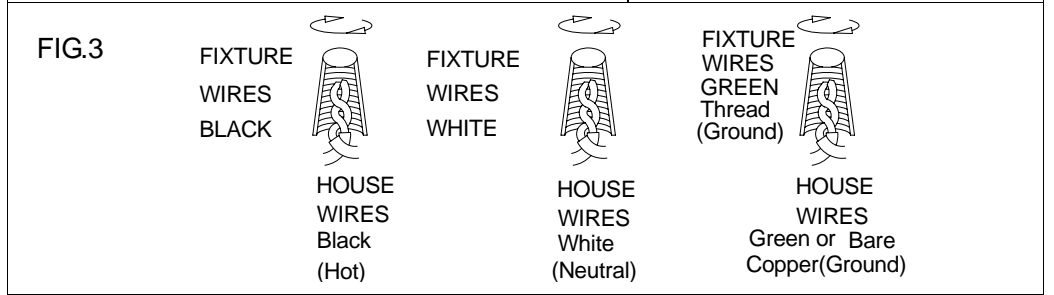 FIG.3
FIXTURE
WIRES
BLACK
HOUSE
WIRES
Black
(Hot)
FIXTURE
WIRES
WHITE
HOUSE
WIRES
White
(Neutral)
FIXTURE
WIRES
GREEN
Thread
(Ground)
HOUSE
WIRES
Green or Bare
Copper(Ground)